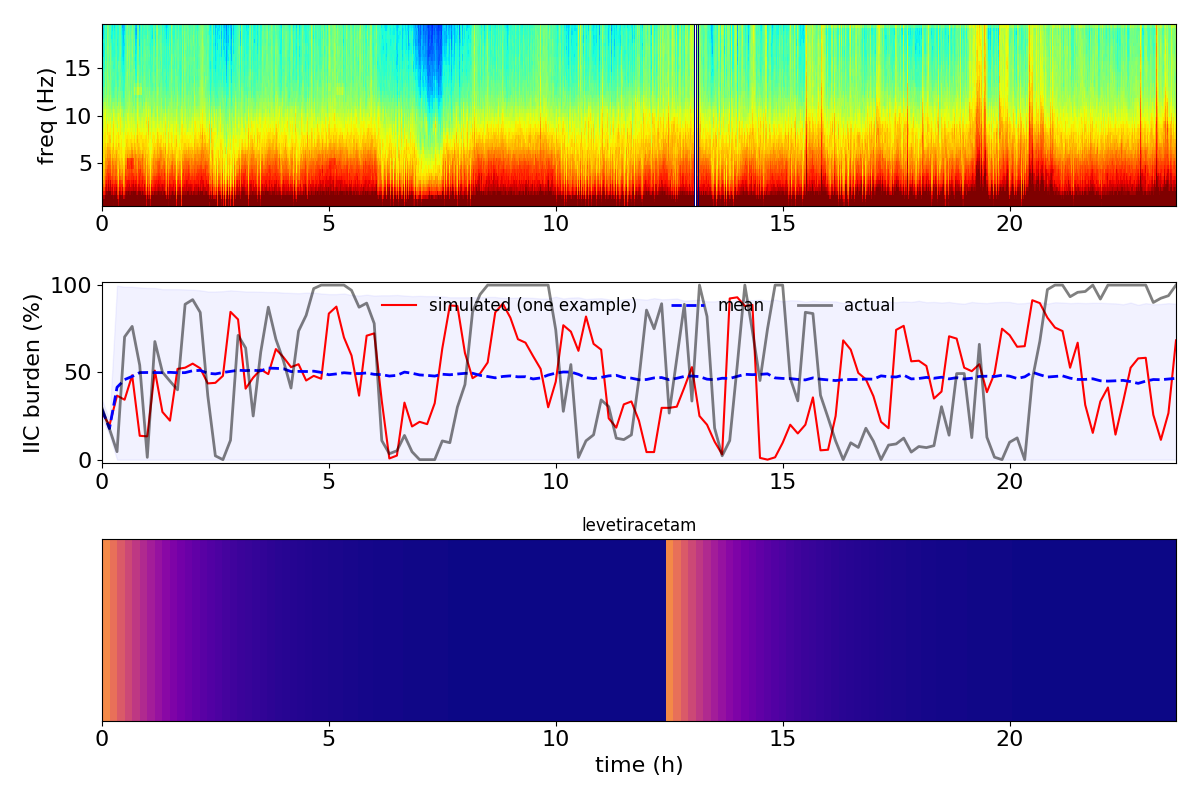 freq (Hz)
15
10
5
0 5 10 15 20
IIC burden (%)
100
50
0
simulated (one example) mean actual
0 5 10 15 20
levetiracetam
0 5 10 15 20
time (h)